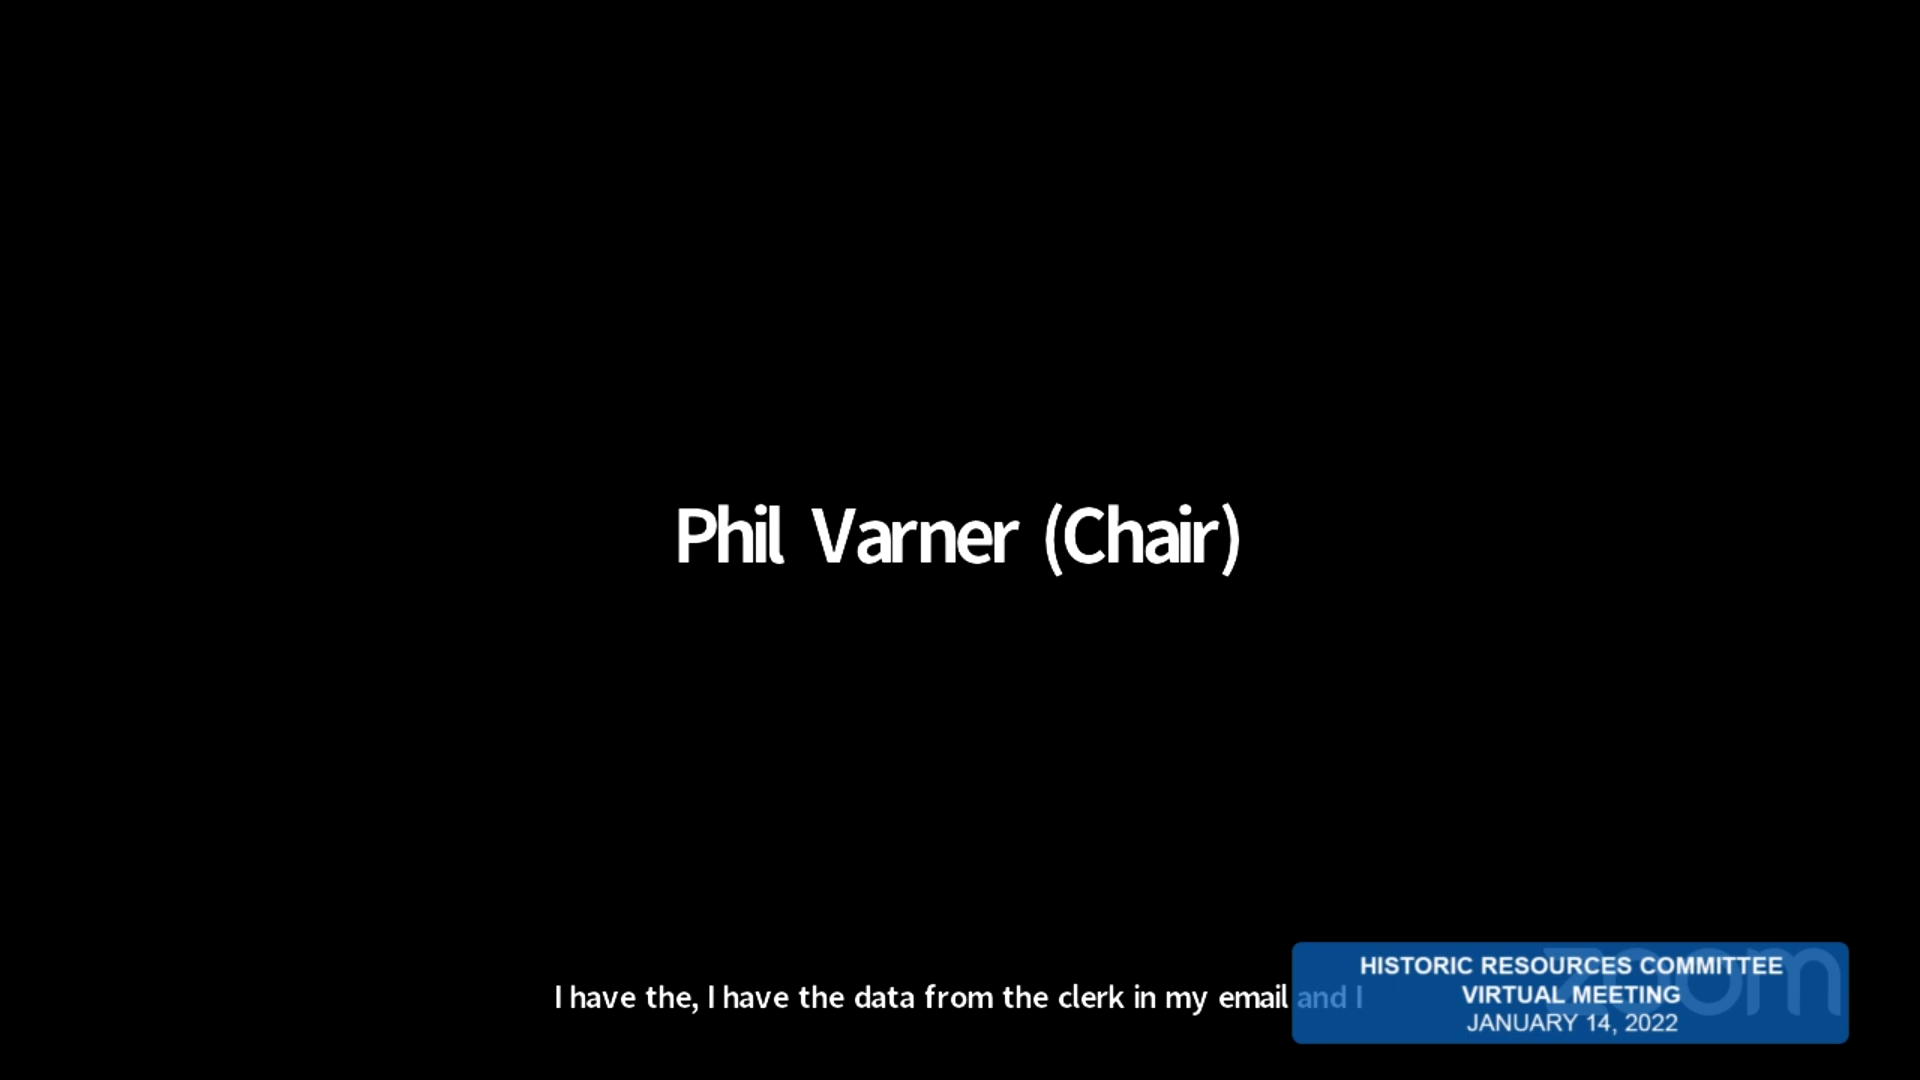 Phil Varner (Chair)
I have the, I have the data from the clerk in my email and I
HISTORIC RESOURCES COMMITTEE
VIRTUAL MEETING
JANUARY 14, 2022
zoom